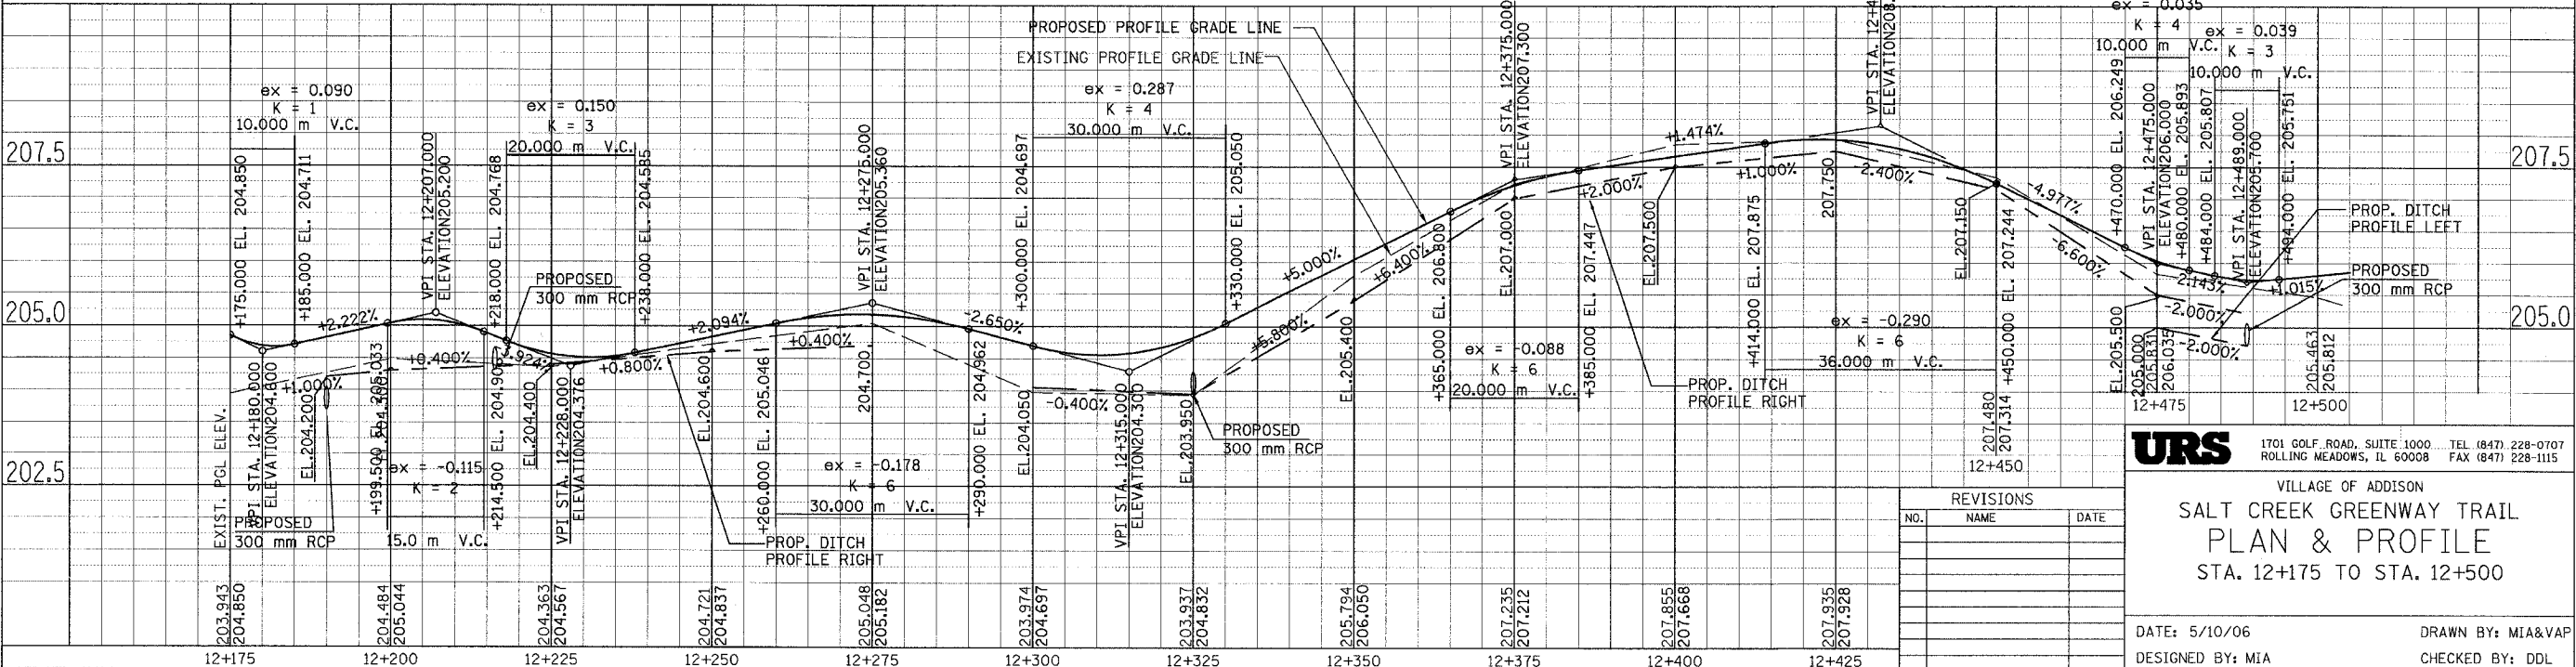 PROPOSED PROFILE GRADE LINE
EXISTING PROFILE GRADE LINE
ex = 0.090
K = 1
10.000 m V.C.
ex = 0.150
K = 3
20.000 m V.C.
ex = 0.287
K = 4
30.000 m V.C.
ex = 0.035
K = 4
10.000 m V.C.
ex = 0.039
K = 3
10.000 m V.C.
207.5
205.0
202.5
207.5
205.0
+175.000 EL. 204.850
+185.000 EL. 204.711
VPI STA. 12+207.000
ELEVATION205.200
+218.000 EL. 204.768
+238.000 EL. 204.585
VPI STA. 12+275.000
ELEVATION205.360
+300.000 EL. 204.697
+330.000 EL. 205.050
VPI STA. 12+375.000
ELEVATION207.300
VPI STA. 12+4
ELEVATION208.
+470.000 EL. 206.249
VPI STA. 12+475.000
ELEVATION206.000
+480.000 EL. 205.893
+484.000 EL. 205.807
VPI STA. 12+489.000
ELEVATION205.700
+494.000 EL. 205.751
+2.222%
+0.400%
-3.924%
+1.000%
+0.800%
+2.094%
+0.400%
-2.650%
-0.400%
+5.000%
+6.400%
+5.800%
+2.000%
+1.474%
+1.000%
2.400%
-4.977%
-6.600%
-2.143%
+1.015%
-2.000%
-2.000%
PROPOSED
300 mm RCP
PROP. DITCH
PROFILE LEFT
PROPOSED
300 mm RCP
EXIST. PGL ELEV.
VPI STA. 12+180.000
ELEVATION204.600
EL.204.200
+199.500 EL. 205.033
ex = -0.115
K = 2
15.0 m V.C.
PROPOSED
300 mm RCP
+214.500 EL. 204.906
EL.204.400
VPI STA. 12+228.000
ELEVATION204.376
EL.204.600
+260.000 EL. 205.046
204.700
ex = -0.178
K = 6
30.000 m V.C.
+290.000 EL. 204.962
PROP. DITCH
PROFILE RIGHT
EL.204.050
VPI STA. 12+315.000
ELEVATION204.300
EL.203.950
PROPOSED
300 mm RCP
EL.205.400
+365.000 EL. 206.800
EL.207.000
ex = -0.088
K = 6
20.000 m V.C.
+385.000 EL. 207.447
EL.207.500
PROP. DITCH
PROFILE RIGHT
+414.000 EL. 207.875
207.750
ex = -0.290
K = 6
36.000 m V.C.
EL.207.150
+450.000 EL. 207.244
207.480
207.314
12+450
EL.205.500
205.000
205.831
206.035
12+475
205.463
205.812
12+500
203.943
204.850
204.484
205.044
204.363
204.567
204.721
204.837
205.048
205.182
203.974
204.697
203.937
204.832
205.794
206.050
207.235
207.212
207.855
207.668
207.935
207.928
12+175 12+200 12+225 12+250 12+275 12+300 12+325 12+350 12+375 12+400 12+425
URS
1701 GOLF ROAD, SUITE 1000 TEL (847) 228-0707
ROLLING MEADOWS, IL 60008 FAX (847) 228-1115
REVISIONS
NO. NAME DATE
VILLAGE OF ADDISON
SALT CREEK GREENWAY TRAIL
PLAN & PROFILE
STA. 12+175 TO STA. 12+500
DATE: 5/10/06 DRAWN BY: MIA&VAP
DESIGNED BY: MIA CHECKED BY: DDL